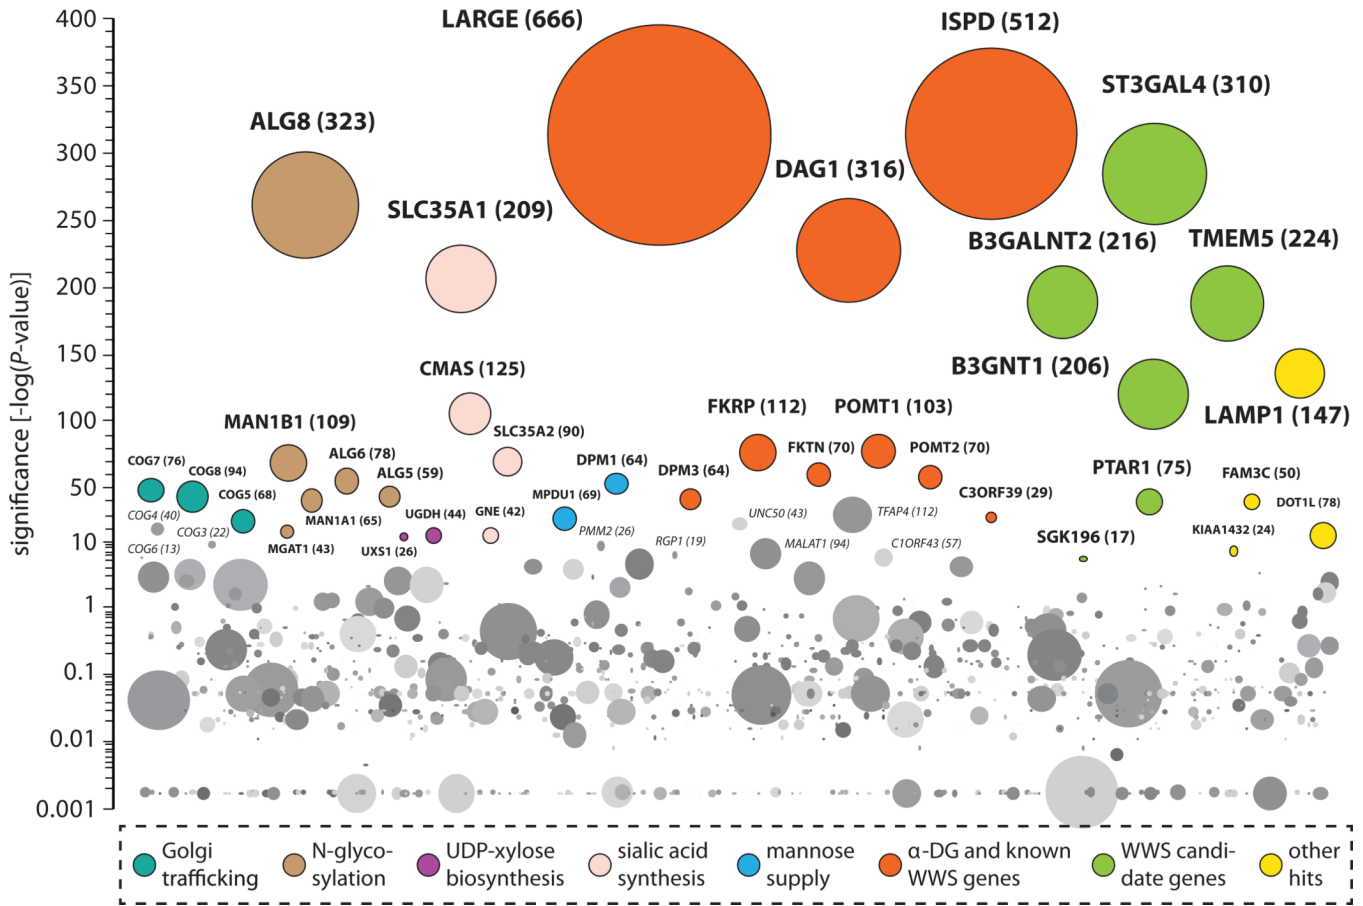 LARGE (666)
ISPD (512)
ST3GAL4 (310)
ALG8 (323)
DAG1 (316)
SLC35A1 (209)
B3GALNT2 (216)
TMEM5 (224)
CMAS (125)
B3GNT1 (206)
LAMP1 (147)
MAN1B1 (109)
FKRP (112)
POMT1 (103)
SLC35A2 (90)
COG7 (76)
COG8 (94)
ALG6 (78)
ALG5 (59)
DPM1 (64)
DPM3 (64)
FKTN (70)
POMT2 (70)
PTAR1 (75)
FAM3C (50)
COG5 (68)
MPDU1 (69)
C3ORF39 (29)
DOT1L (78)
COG4 (40)
COG3 (22)
MAN1A1 (65)
UGDH (44)
GNE (42)
UNC50 (43)
TFAP4 (112)
COG6 (13)
MGAT1 (43)
UXS1 (26)
PMM2 (26)
RGP1 (19)
MALAT1 (94)
C1ORF43 (57)
SGK196 (17)
KIAA1432 (24)
significance [-log(P-value)]
400
350
300
250
200
150
100
50
10
1
0.1
0.01
0.001
Golgi
trafficking
N-glyco-
sylation
UDP-xylose
biosynthesis
sialic acid
synthesis
mannose
supply
α-DG and known
WWS genes
WWS candi-
date genes
other
hits